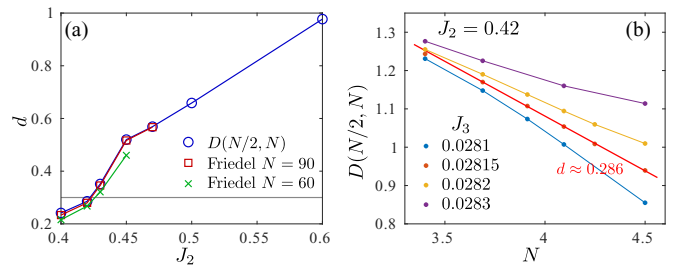 (a)
1
0.8
0.6
0.4
0.2
d
0.4
0.45
0.5
0.55
0.6
J₂
D(N/2, N)
Friedel N = 90
Friedel N = 60
(b)
J₂ = 0.42
1.3
1.2
1.1
1
0.9
0.8
D(N/2, N)
3.5
4
4.5
N
J₃
0.0281
0.02815
0.0282
0.0283
d ≈ 0.286